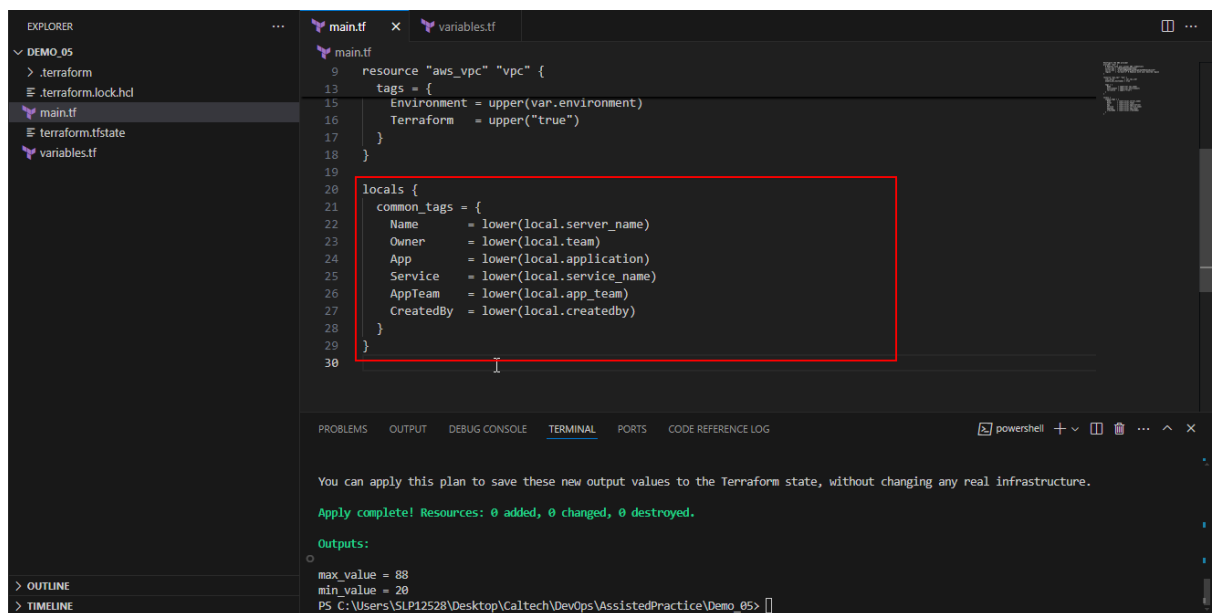 EXPLORER
DEMO_05
.terraform
.terraform.lock.hcl
main.tf
terraform.tfstate
variables.tf
OUTLINE
TIMELINE
main.tf variables.tf
main.tf
9 resource "aws_vpc" "vpc" {
13 tags = {
15 Environment = upper(var.environment)
16 Terraform = upper("true")
17 }
18 }
19
20 locals {
21 common_tags = {
22 Name = lower(local.server_name)
23 Owner = lower(local.team)
24 App = lower(local.application)
25 Service = lower(local.service_name)
26 AppTeam = lower(local.app_team)
27 CreatedBy = lower(local.createdby)
28 }
29 }
30
PROBLEMS OUTPUT DEBUG CONSOLE TERMINAL PORTS CODE REFERENCE LOG powershell
You can apply this plan to save these new output values to the Terraform state, without changing any real infrastructure.
Apply complete! Resources: 0 added, 0 changed, 0 destroyed.
Outputs:
max_value = 88
min_value = 20
PS C:\Users\SLP12528\Desktop\Caltech\DevOps\AssistedPractice\Demo_05>